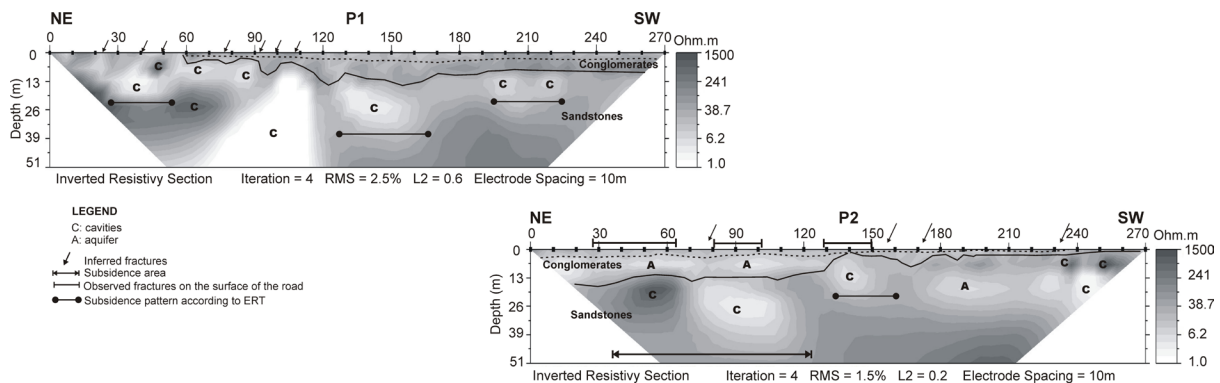 NE P1 SW
0 30 60 90 120 150 180 210 240 270
Ohm.m
0 13 26 39 51
Depth (m)
1500 241 38.7 6.2 1.0
Conglomerates
C C C C C C C C C
Sandstones
Inverted Resistivy Section Iteration = 4 RMS = 2.5% L2 = 0.6 Electrode Spacing = 10m
LEGEND
C: cavities
A: aquifer
Inferred fractures
Subsidence area
Observed fractures on the surface of the road
Subsidence pattern according to ERT
NE P2 SW
0 30 60 90 120 150 180 210 240 270
Ohm.m
0 13 26 39 51
Depth (m)
1500 241 38.7 6.2 1.0
Conglomerates
A A C C C
C C A C
Sandstones
Inverted Resistivy Section Iteration = 4 RMS = 1.5% L2 = 0.2 Electrode Spacing = 10m